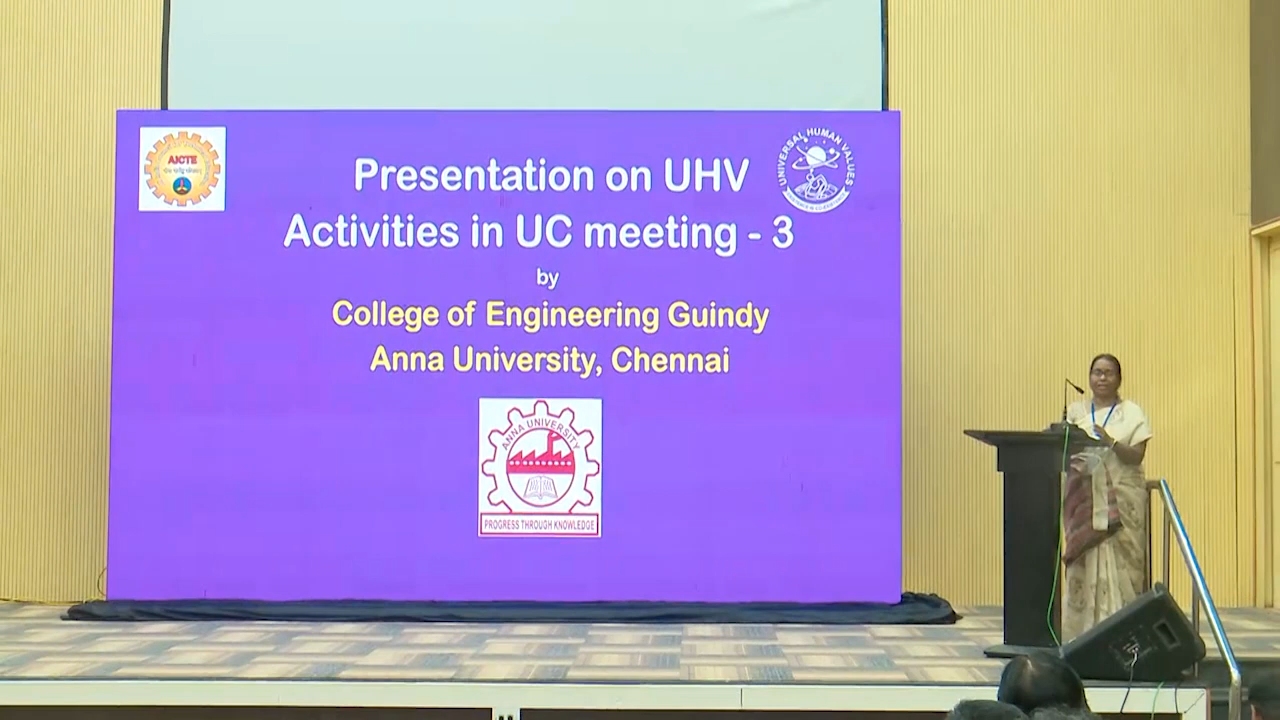 AICTE
UNIVERSAL HUMAN VALUES
Presentation on UHV
Activities in UC meeting - 3
by
College of Engineering Guindy
Anna University, Chennai
ANNA UNIVERSITY
PROGRESS THROUGH KNOWLEDGE